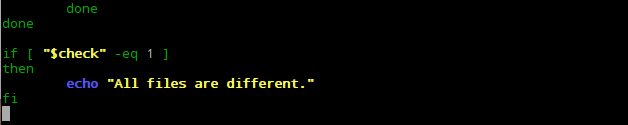 done
done
if [ "$check" -eq 1 ]
then
echo "All files are different."
fi